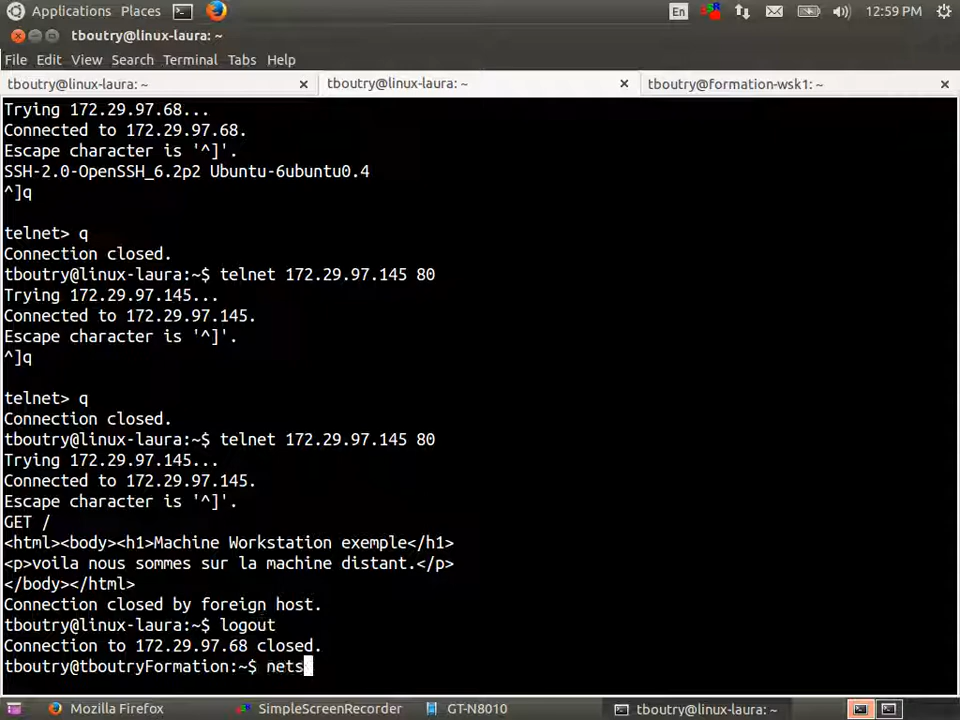 Applications Places En 12:59 PM
tboutry@linux-laura: ~
File Edit View Search Terminal Tabs Help
tboutry@linux-laura: ~ × tboutry@linux-laura: ~ × tboutry@formation-wsk1: ~ ×
Trying 172.29.97.68...
Connected to 172.29.97.68.
Escape character is '^]'.
SSH-2.0-OpenSSH_6.2p2 Ubuntu-6ubuntu0.4
^]q
telnet> q
Connection closed.
tboutry@linux-laura:~$ telnet 172.29.97.145 80
Trying 172.29.97.145...
Connected to 172.29.97.145.
Escape character is '^]'.
^]q
telnet> q
Connection closed.
tboutry@linux-laura:~$ telnet 172.29.97.145 80
Trying 172.29.97.145...
Connected to 172.29.97.145.
Escape character is '^]'.
GET /
<html><body><h1>Machine Workstation exemple</h1>
<p>voila nous sommes sur la machine distant.</p>
</body></html>
Connection closed by foreign host.
tboutry@linux-laura:~$ logout
Connection to 172.29.97.68 closed.
tboutry@tboutryFormation:~$ nets
Mozilla Firefox SimpleScreenRecorder GT-N8010 tboutry@linux-laura: ~